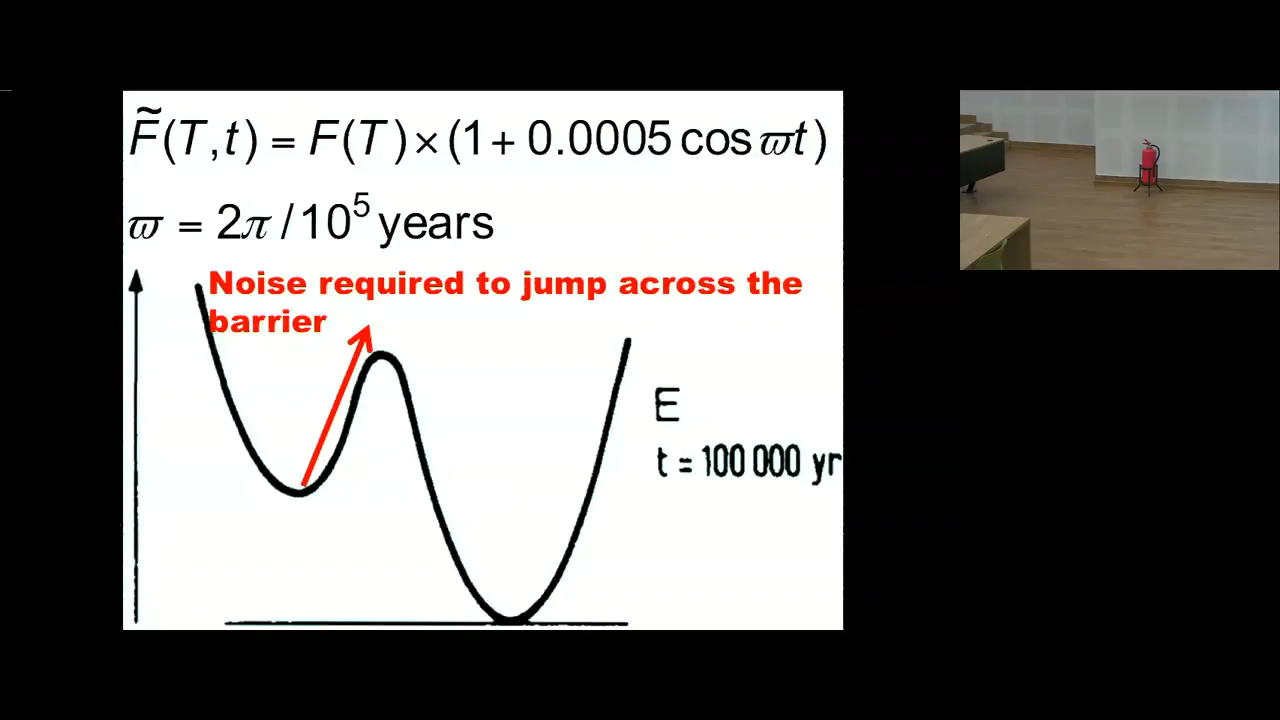 F̃(T,t) = F(T)×(1+ 0.0005 cos ϖt)
ϖ = 2π / 10⁵ years
Noise required to jump across the
barrier
E
t = 100 000 yr